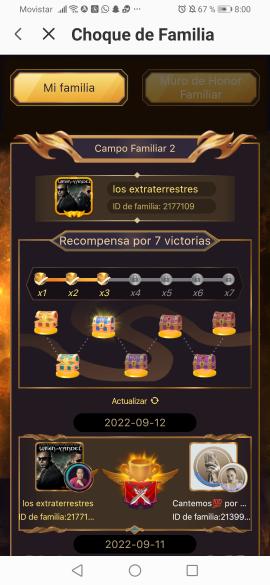 Movistar 67 % 8:00
Choque de Familia
Mi familia
Muro de Honor
Familiar
Campo Familiar 2
los extraterrestres
ID de familia: 2177109
Recompensa por 7 victorias
x1 x2 x3 x4 x5 x6 x7
Actualizar
2022-09-12
los extraterrestres Cantemos💯 por ...
ID de familia:21771... ID de familia:21399...
2022-09-11